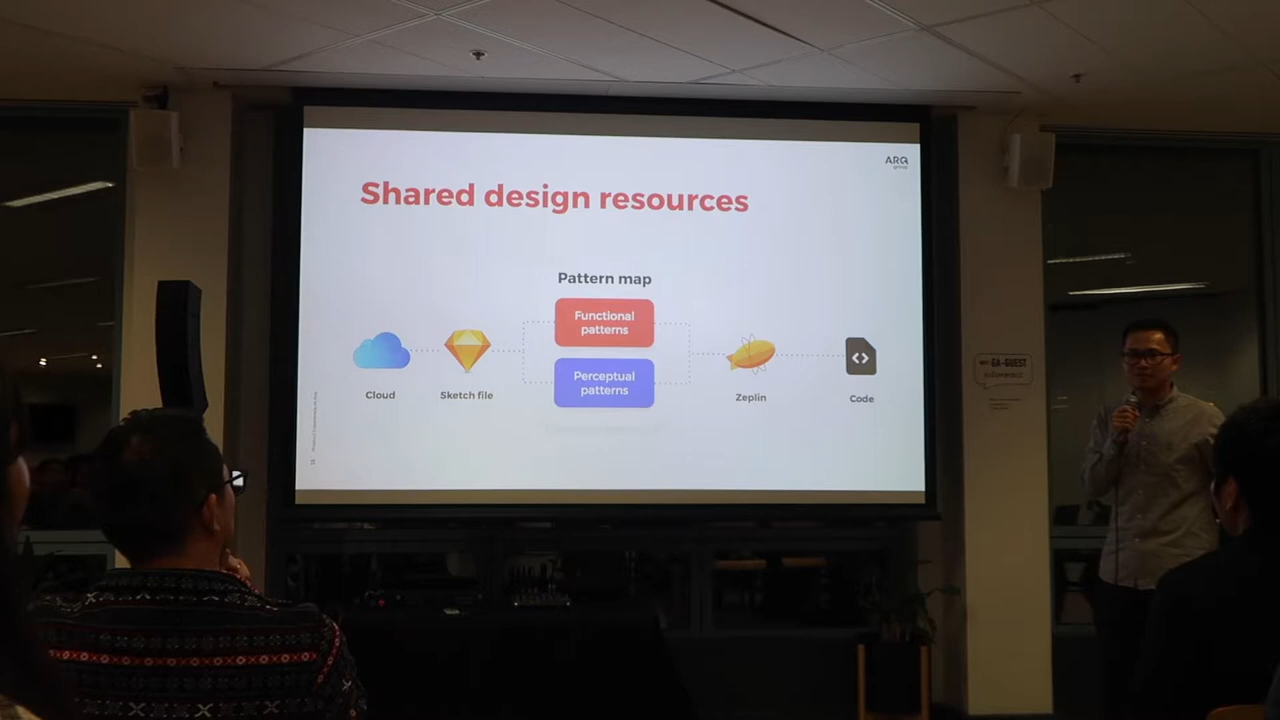 ARQ
group
Shared design resources
Pattern map
Functional
patterns
Perceptual
patterns
Cloud
Sketch file
Zeplin
Code
GA-GUEST